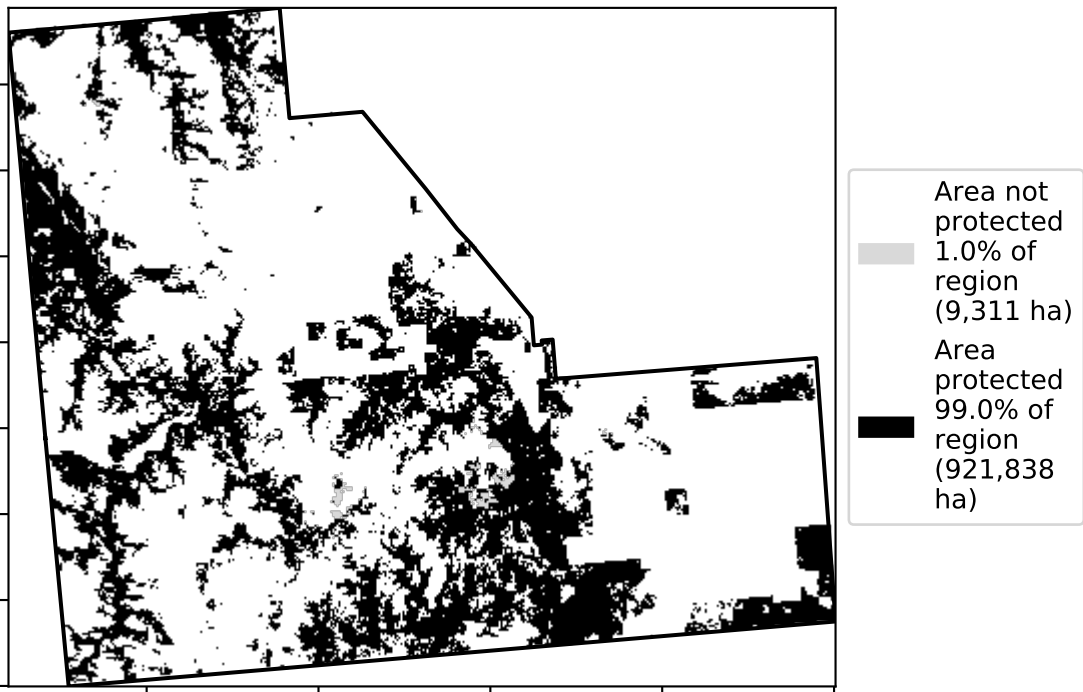 Area not
protected
1.0% of
region
(9,311 ha)
Area
protected
99.0% of
region
(921,838
ha)